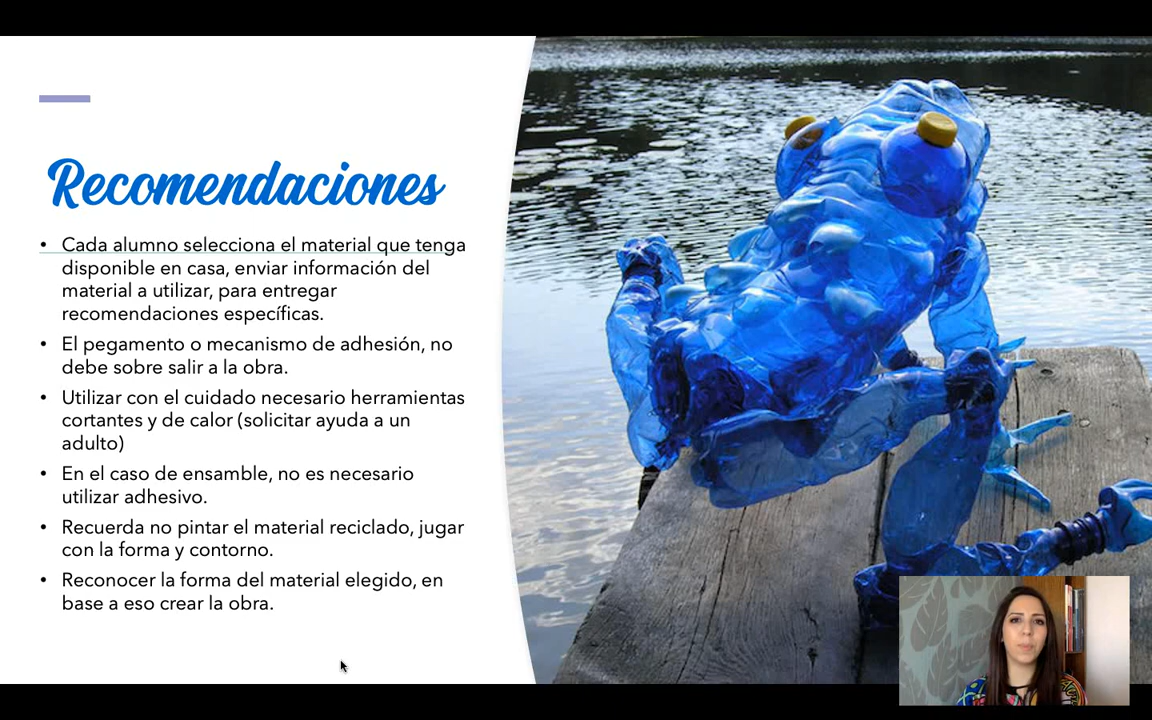 Recomendaciones
• Cada alumno selecciona el material que tenga
disponible en casa, enviar información del
material a utilizar, para entregar
recomendaciones específicas.
• El pegamento o mecanismo de adhesión, no
debe sobre salir a la obra.
• Utilizar con el cuidado necesario herramientas
cortantes y de calor (solicitar ayuda a un
adulto)
• En el caso de ensamble, no es necesario
utilizar adhesivo.
• Recuerda no pintar el material reciclado, jugar
con la forma y contorno.
• Reconocer la forma del material elegido, en
base a eso crear la obra.